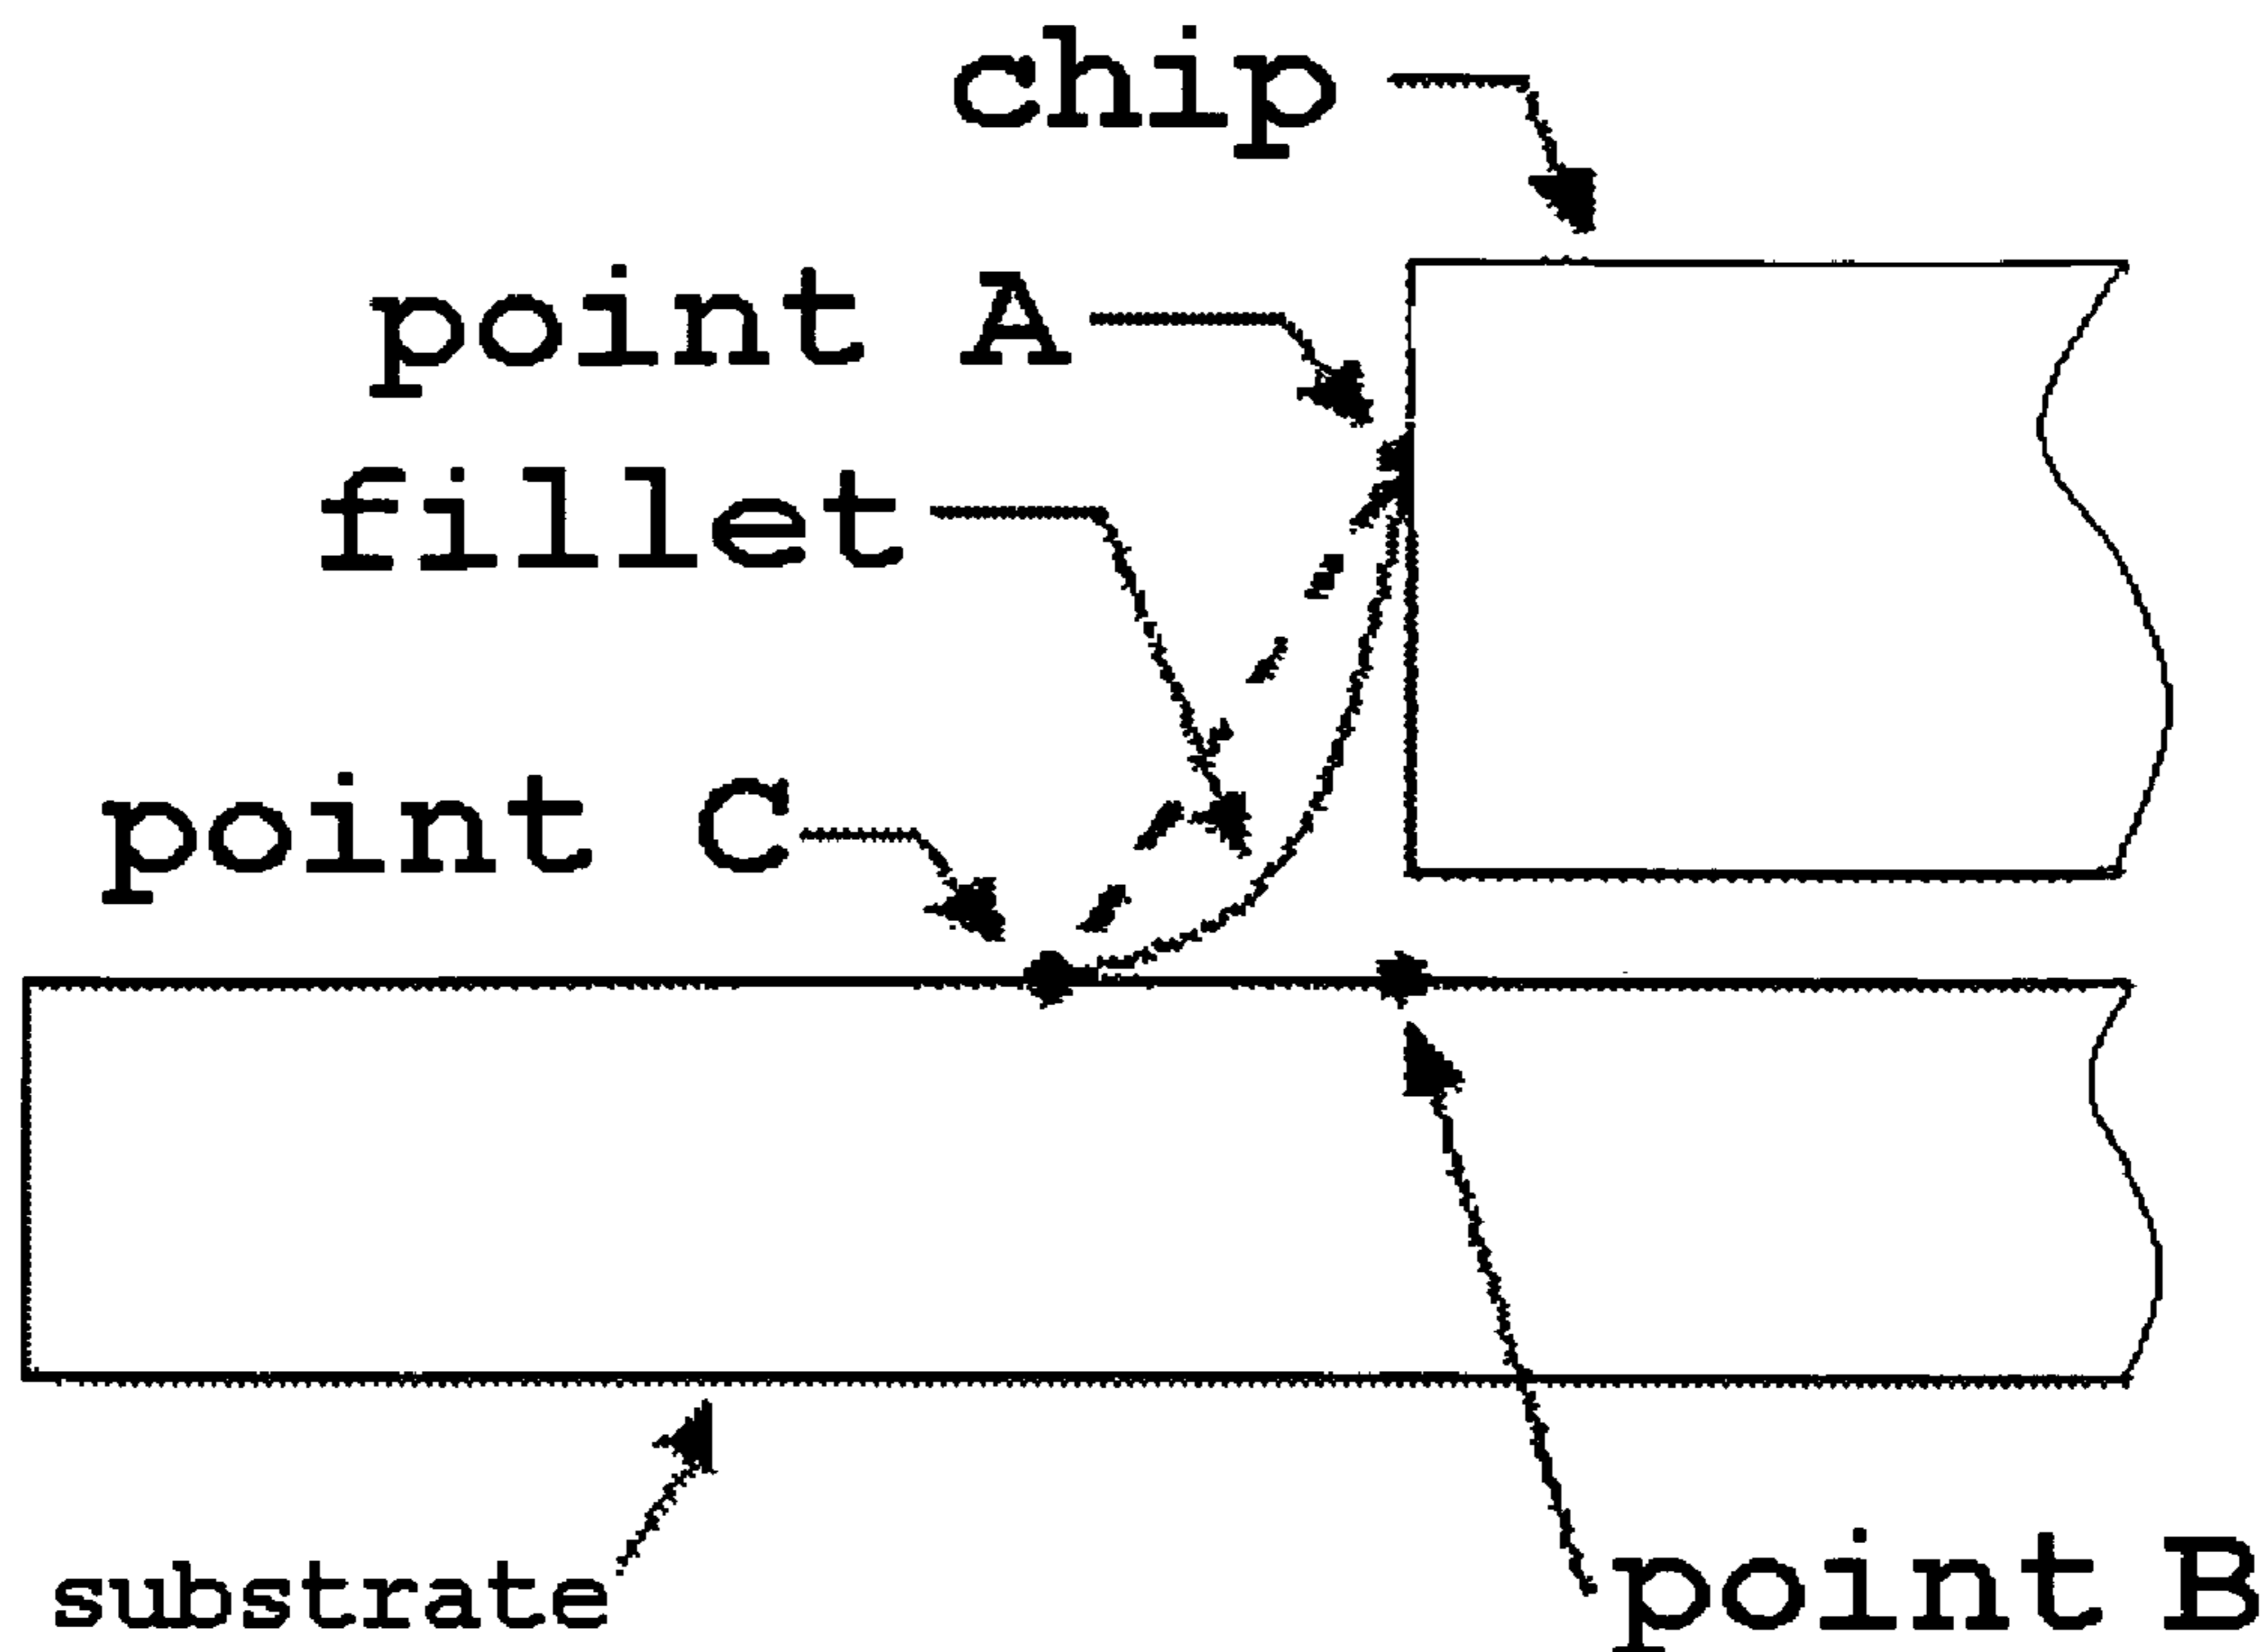 chip
point A
fillet
point C
substrate
point B